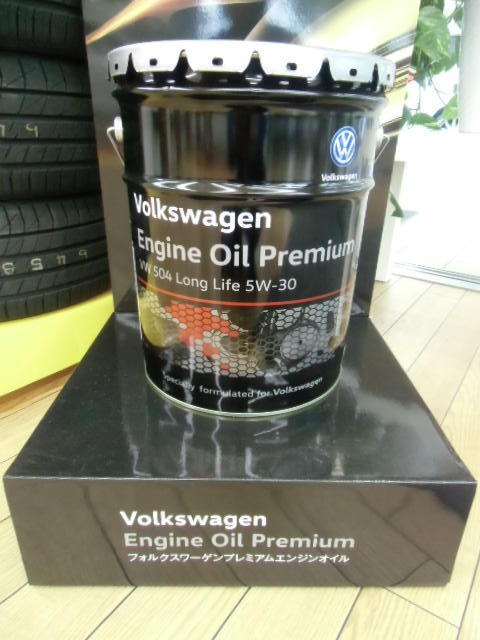 Volkswagen
Volkswagen
Engine Oil Premium
VW 504 Long Life 5W-30
Specially formulated for Volkswagen
Volkswagen
Engine Oil Premium
フォルクスワーゲンプレミアムエンジンオイル